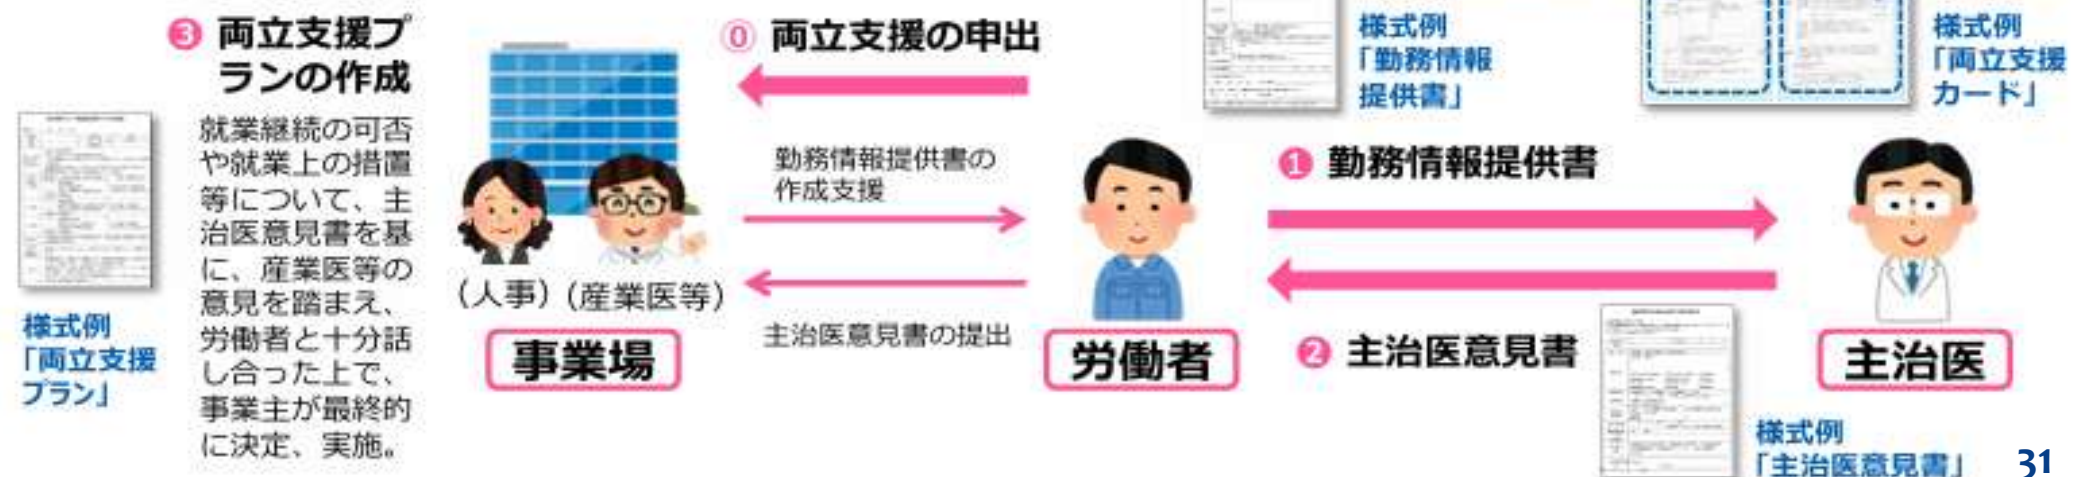 ❸ 両立支援プ
ランの作成
就業継続の可否
や就業上の措置
等について、主
治医意見書を基
に、産業医等の
意見を踏まえ、
労働者と十分話
し合った上で、
事業主が最終的
に決定、実施。
様式例
「両立支援
プラン」
(人事)(産業医等)
事業場
⓪ 両立支援の申出
勤務情報提供書の
作成支援
主治医意見書の提出
労働者
様式例
「勤務情報
提供書」
様式例
「両立支援
カード」
❶ 勤務情報提供書
❷ 主治医意見書
主治医
様式例
「主治医意見書」
31